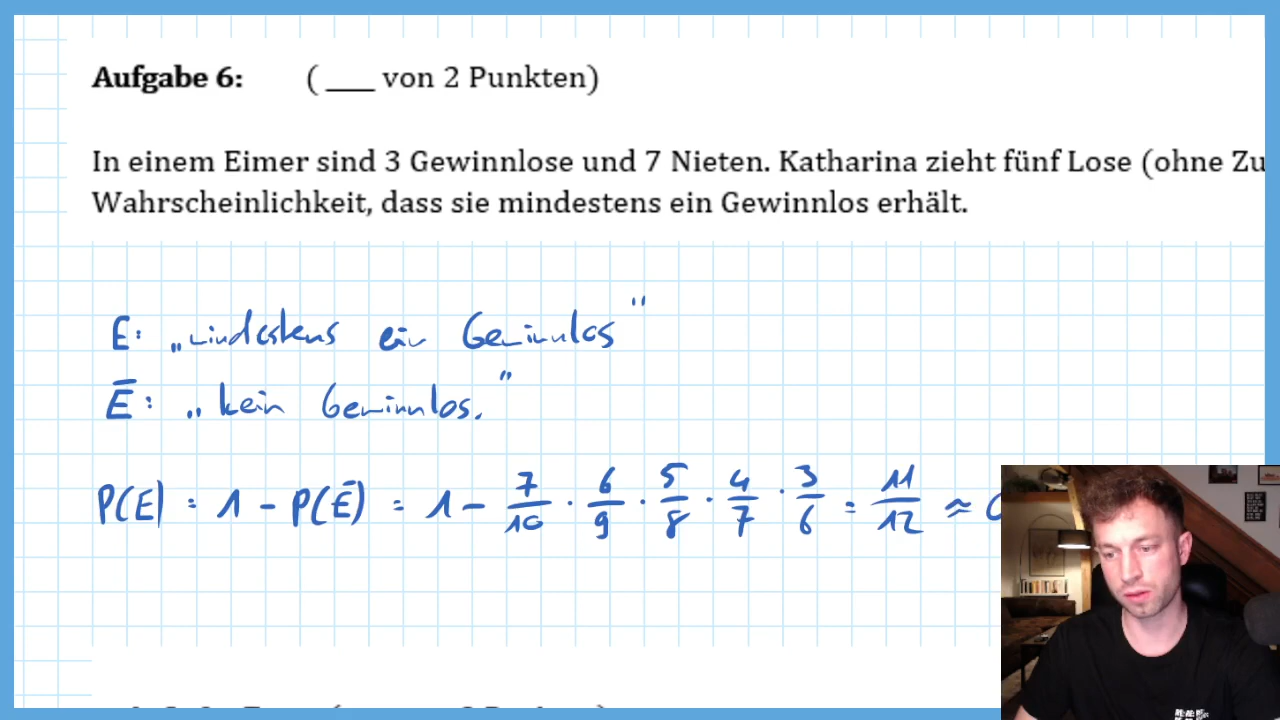 Aufgabe 6: ( ___ von 2 Punkten)
In einem Eimer sind 3 Gewinnlose und 7 Nieten. Katharina zieht fünf Lose (ohne Zu
Wahrscheinlichkeit, dass sie mindestens ein Gewinnlos erhält.
E: „mindestens ein Gewinnlos"
Ē: „kein Gewinnlos."
P(E) = 1 - P(Ē) = 1 - 7/10 · 6/9 · 5/8 · 4/7 · 3/6 = 11/12 ≈ 0